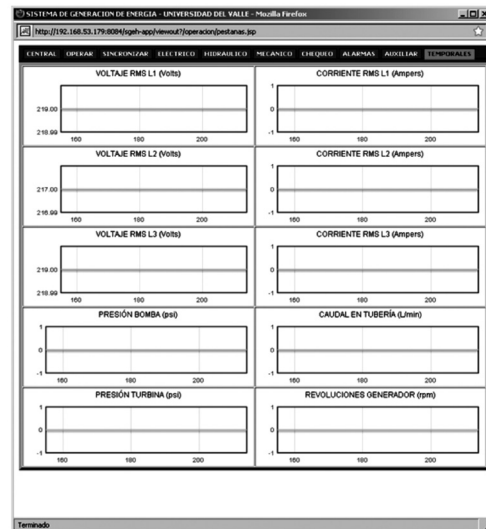 SISTEMA DE GENERACION DE ENERGIA - UNIVERSIDAD DEL VALLE - Mozilla Firefox
http://192.168.53.179:8084/sgeh-app/viewout?/operacion/pestanas.jsp
CENTRAL OPERAR SINCRONIZAR ELECTRICO HIDRAULICO MECANICO CHEQUEO ALARMAS AUXILIAR TEMPORALES
VOLTAJE RMS L1 (Volts) CORRIENTE RMS L1 (Ampers)
1
219.00 0
218.99 -1
160 180 200 160 180 200
VOLTAJE RMS L2 (Volts) CORRIENTE RMS L2 (Ampers)
1
217.00 0
216.99 -1
160 180 200 160 180 200
VOLTAJE RMS L3 (Volts) CORRIENTE RMS L3 (Ampers)
1
219.00 0
218.99 -1
160 180 200 160 180 200
PRESIÓN BOMBA (psi) CAUDAL EN TUBERÍA (L/min)
1 1
0 0
-1 -1
160 180 200 160 180 200
PRESIÓN TURBINA (psi) REVOLUCIONES GENERADOR (rpm)
1 1
0 0
-1 -1
160 180 200 160 180 200
Terminado